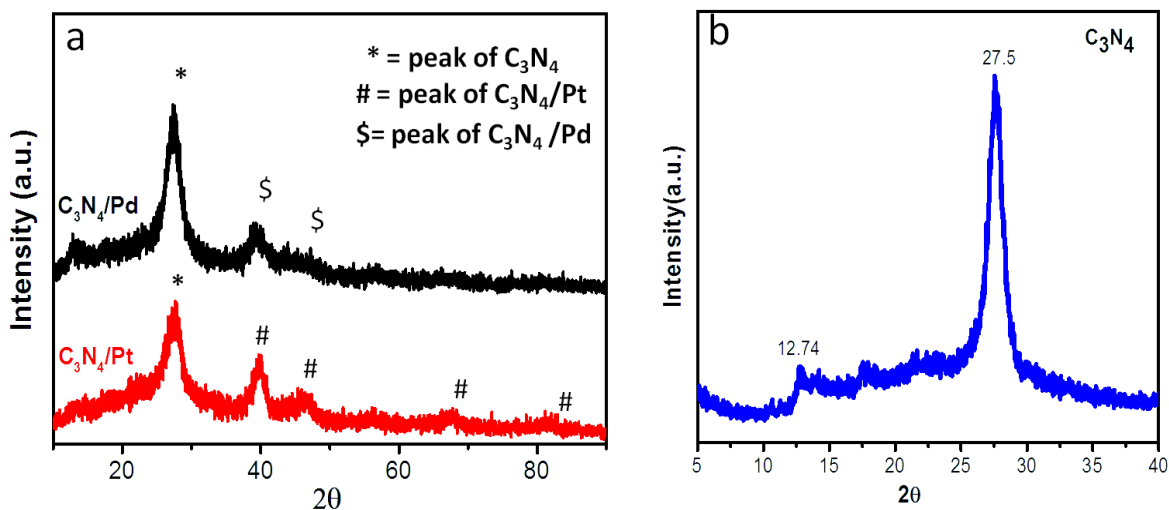 a
* = peak of C₃N₄
# = peak of C₃N₄/Pt
$= peak of C₃N₄ /Pd
*
$
$
C₃N₄/Pd
*
#
#
#
#
C₃N₄/Pt
Intensity (a.u.)
20 40 60 80
2θ
b
C₃N₄
27.5
12.74
Intensity(a.u.)
5 10 15 20 25 30 35 40
2θ